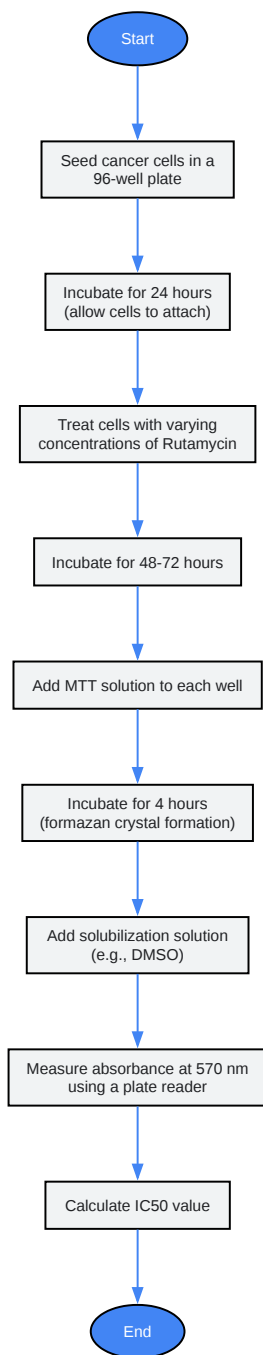 Start
Seed cancer cells in a
96-well plate
Incubate for 24 hours
(allow cells to attach)
Treat cells with varying
concentrations of Rutamycin
Incubate for 48-72 hours
Add MTT solution to each well
Incubate for 4 hours
(formazan crystal formation)
Add solubilization solution
(e.g., DMSO)
Measure absorbance at 570 nm
using a plate reader
Calculate IC50 value
End